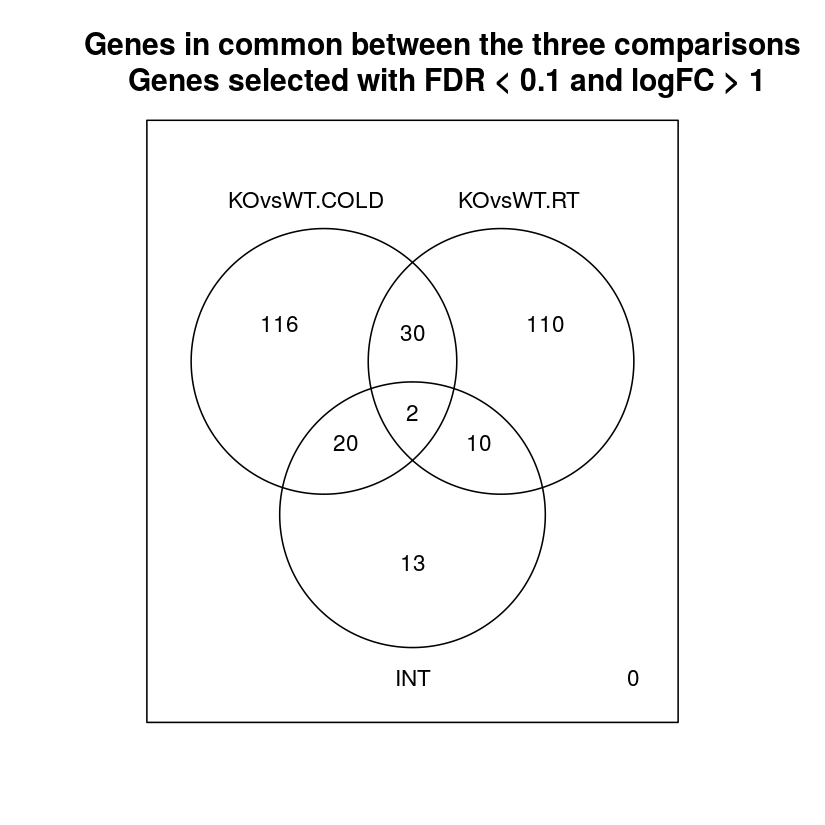 Genes in common between the three comparisons
Genes selected with FDR < 0.1 and logFC > 1
KOvsWT.COLD KOvsWT.RT
116 30 110
2
20 10
13
INT 0